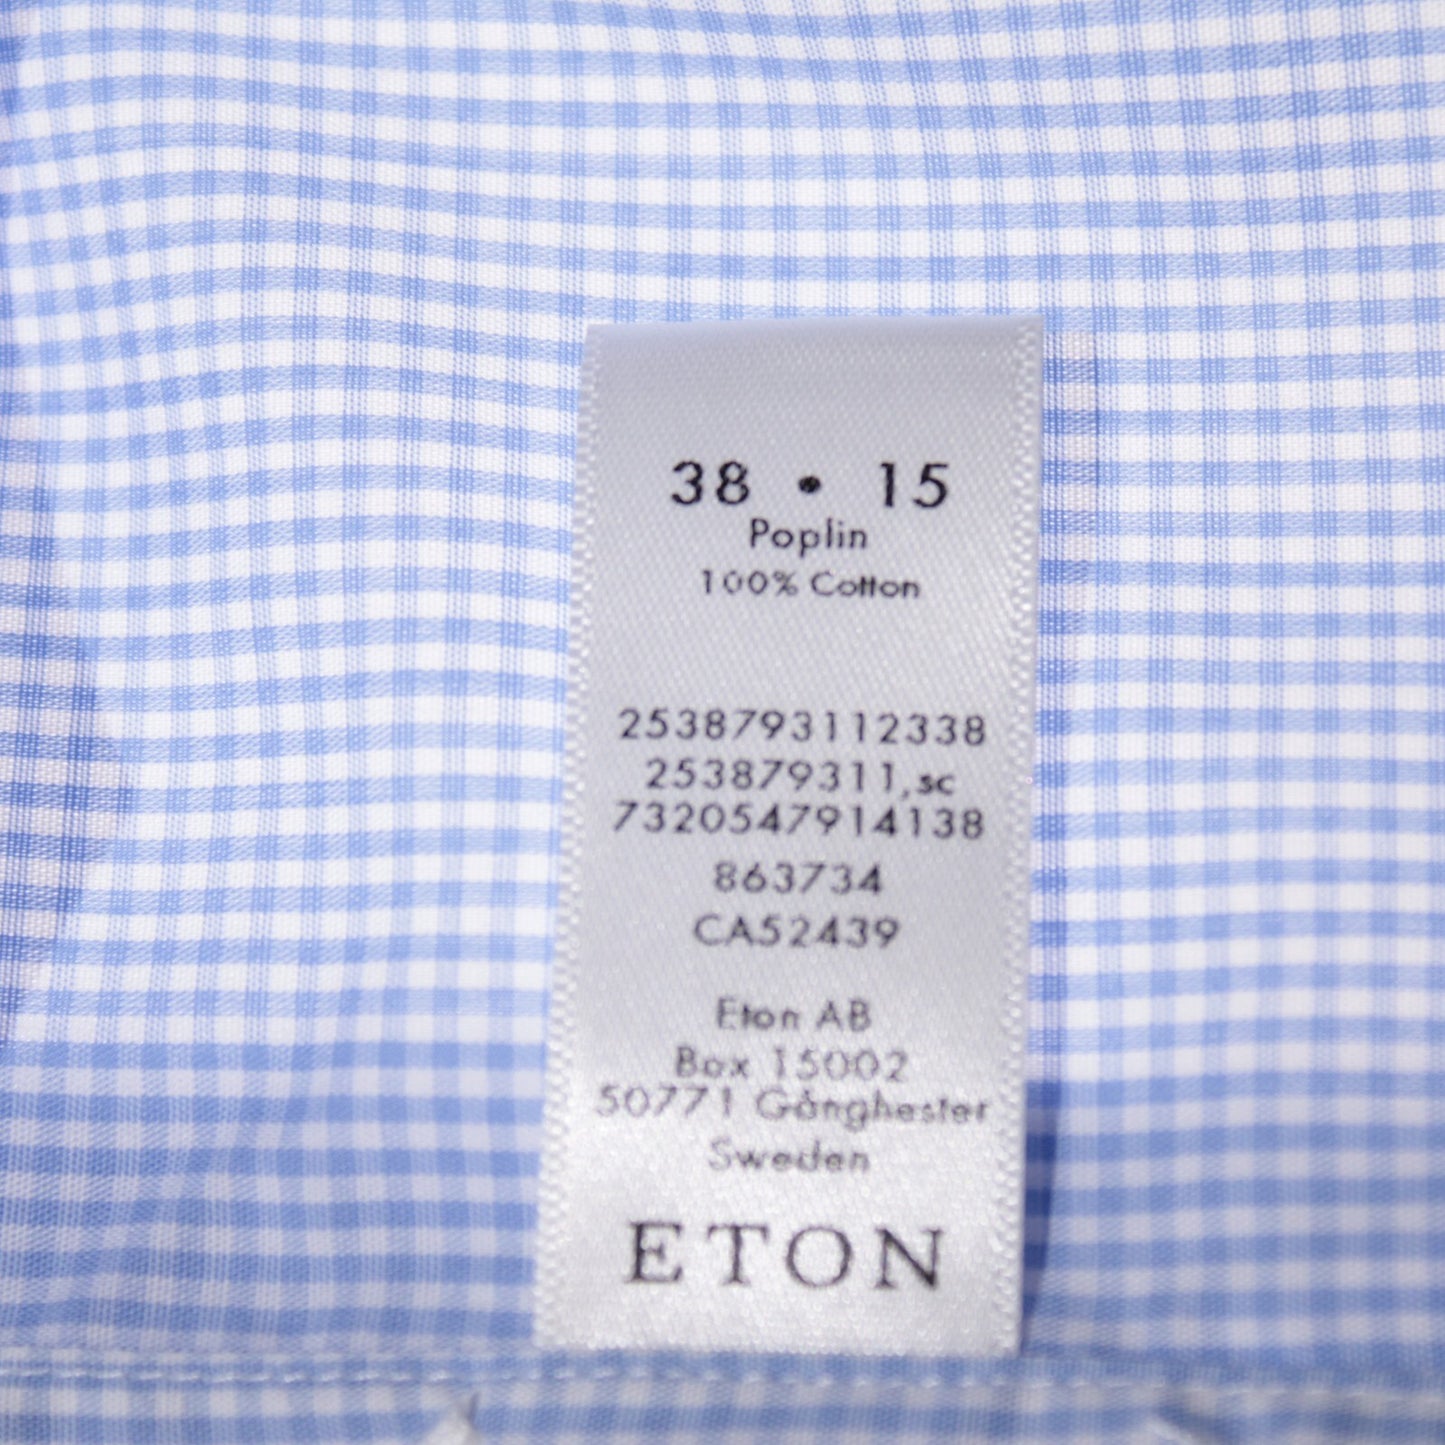 38 • 15
Poplin
100% Cotton
2538793112338
253879311,sc
7320547914138
863734
CA52439
Eton AB
Box 15002
50771 Gånghester
Sweden
ETON